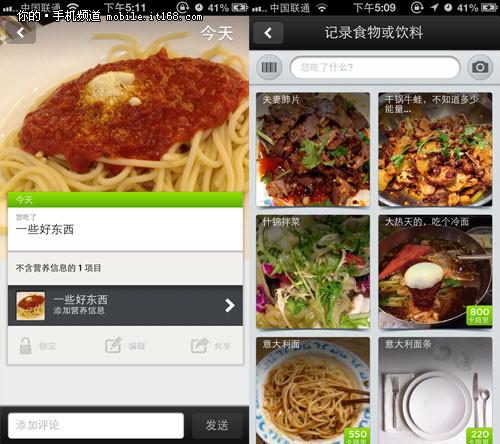 中国联通
下午5:11
41%
你的·手机频道 mobile.it168.com
今天
今天
您吃了
一些好东西
不含营养信息的 1 项目
一些好东西
添加营养信息
锁定
编辑
共享
添加评论
发送
中国联通
下午5:09
41%
记录食物或饮料
您吃了什么?
夫妻肺片
干锅牛蛙，不知道多少
能量...
什锦拌菜
大热天的，吃个冷面
800
卡路里
意大利面
550
卡路里
意大利面条
220
卡路里